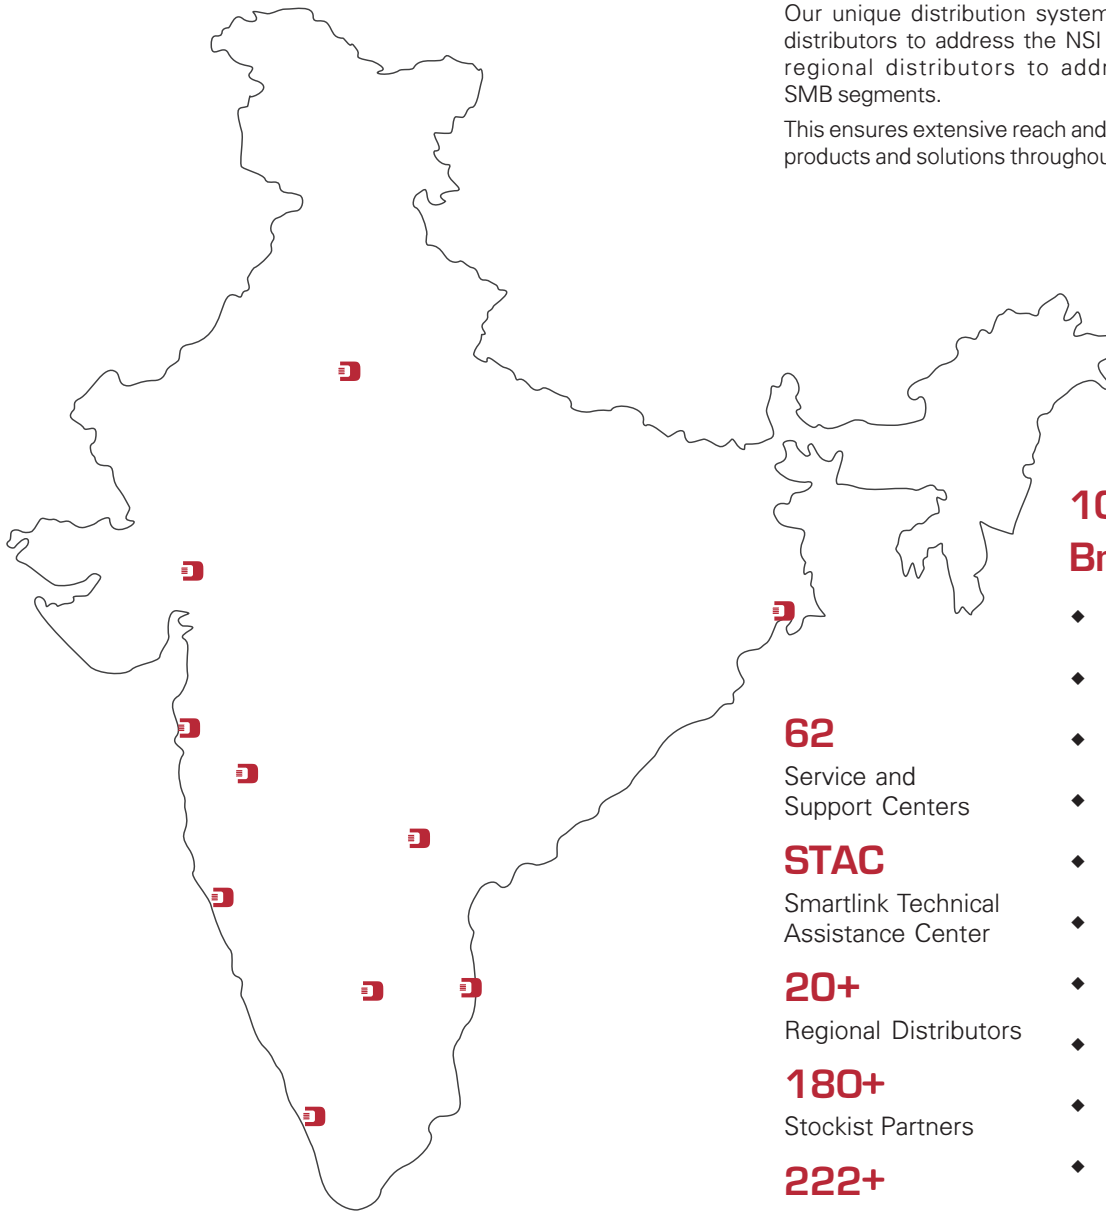 Our unique distribution system
distributors to address the NSI
regional distributors to addr
SMB segments.
This ensures extensive reach and
products and solutions throughou
10
Br
62
Service and
Support Centers
STAC
Smartlink Technical
Assistance Center
20+
Regional Distributors
180+
Stockist Partners
222+